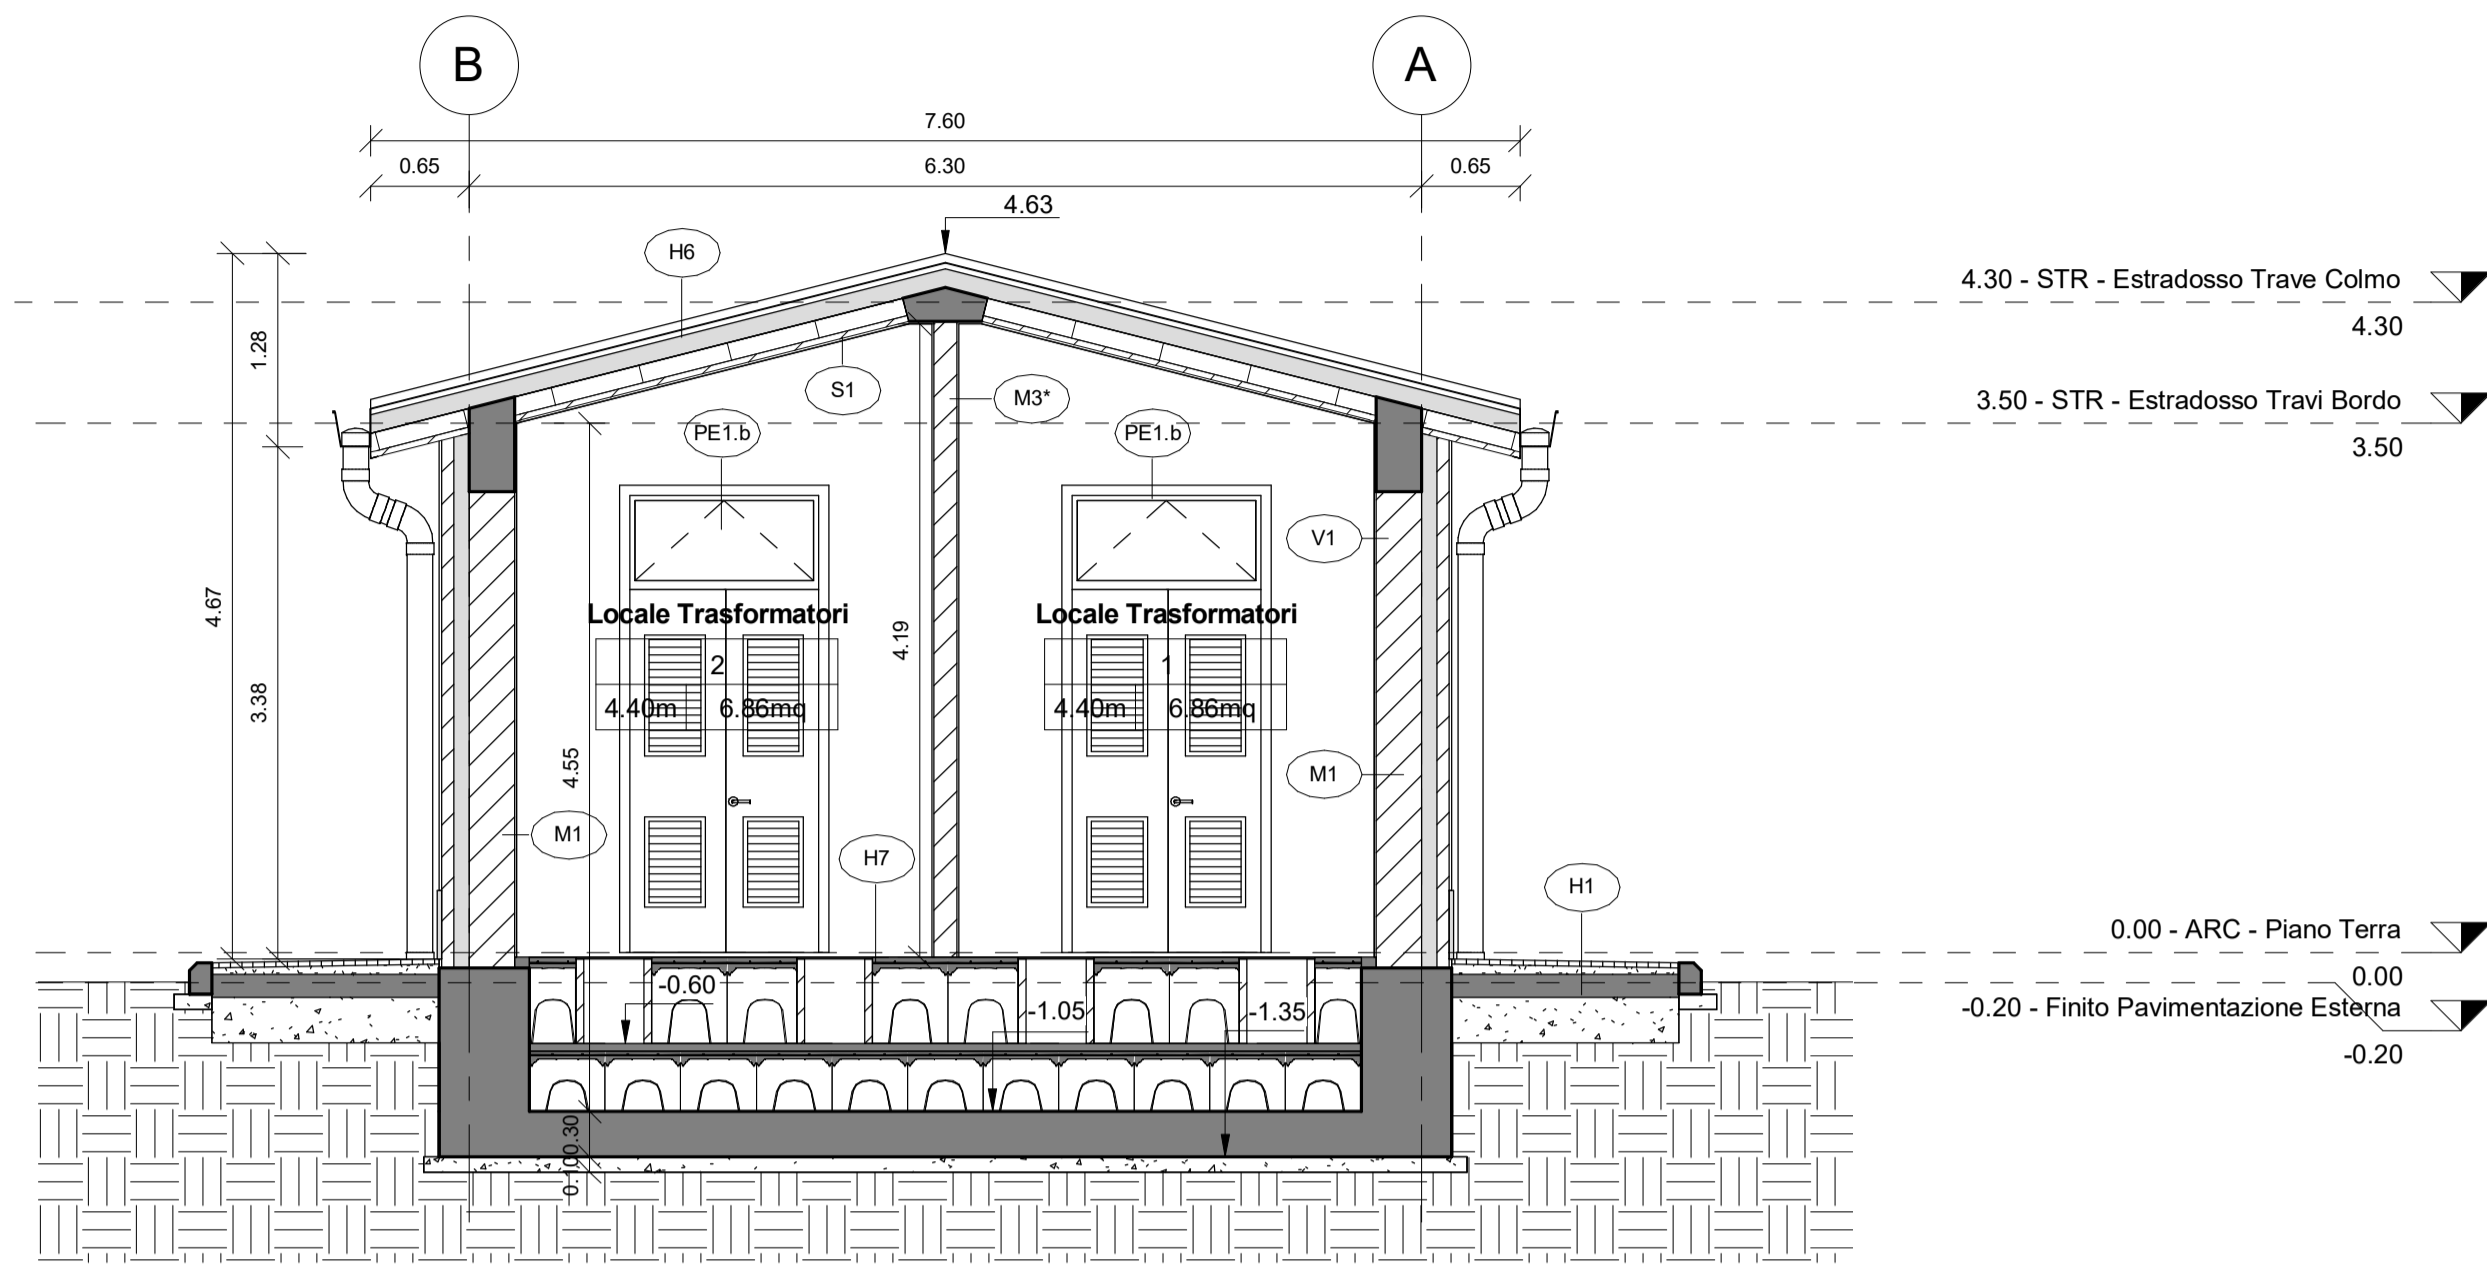 B
A
7.60
0.65
6.30
0.65
4.63
H6
4.30 - STR - Estradosso Trave Colmo
4.30
1.28
S1
M3*
3.50 - STR - Estradosso Travi Bordo
3.50
PE1.b
PE1.b
V1
4.67
Locale Trasformatori
Locale Trasformatori
4.19
2
1
3.38
4.40m
6.86mq
4.40m
6.86mq
4.55
M1
M1
H7
H1
0.00 - ARC - Piano Terra
0.00
-0.60
-1.05
-1.35
-0.20 - Finito Pavimentazione Esterna
-0.20
0.30
0.10